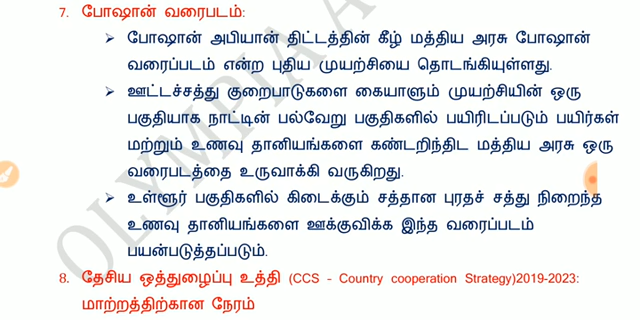 7. போஷான் வரைபடம்:
➢ போஷான் அபியான் திட்டத்தின் கீழ் மத்திய அரசு போஷான்
வரைப்படம் என்ற புதிய முயற்சியை தொடங்கியுள்ளது.
➢ ஊட்டச்சத்து குறைபாடுகளை கையாளும் முயற்சியின் ஒரு
பகுதியாக நாட்டின் பல்வேறு பகுதிகளில் பயிரிடப்படும் பயிர்கள்
மற்றும் உணவு தானியங்களை கண்டறிந்திட மத்திய அரசு ஒரு
வரைபடத்தை உருவாக்கி வருகிறது.
➢ உள்ளூர் பகுதிகளில் கிடைக்கும் சத்தான புரதச் சத்து நிறைந்த
உணவு தானியங்களை ஊக்குவிக்க இந்த வரைப்படம்
பயன்படுத்தப்படும்.
8. தேசிய ஒத்துழைப்பு உத்தி (CCS - Country cooperation Strategy)2019-2023:
மாற்றத்திற்கான நேரம்
OLYMPIA